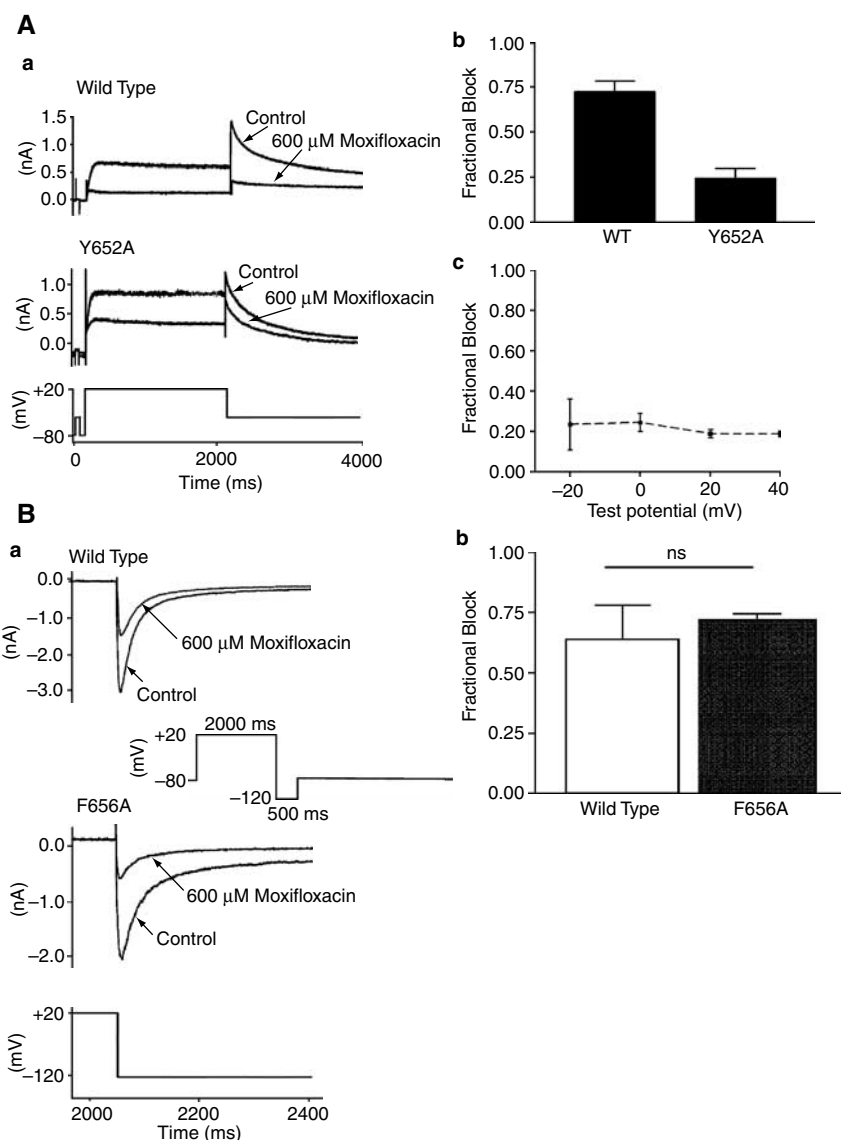 A
a
Wild Type
1.5
1.0
0.5
0.0
(nA)
Control
600 μM Moxifloxacin
Y652A
1.0
0.5
0.0
(nA)
Control
600 μM Moxifloxacin
+20
−80
(mV)
0
2000
4000
Time (ms)
b
1.00
0.75
0.50
0.25
0.00
Fractional Block
WT
Y652A
c
1.00
0.80
0.60
0.40
0.20
0.00
Fractional Block
−20
0
20
40
Test potential (mV)
B
a
Wild Type
0.0
−1.0
−2.0
−3.0
(nA)
600 μM Moxifloxacin
Control
2000 ms
+20
−80
(mV)
−120
500 ms
F656A
0.0
−1.0
−2.0
(nA)
600 μM Moxifloxacin
Control
+20
−120
(mV)
2000
2200
2400
Time (ms)
b
1.00
0.75
0.50
0.25
0.00
Fractional Block
ns
Wild Type
F656A